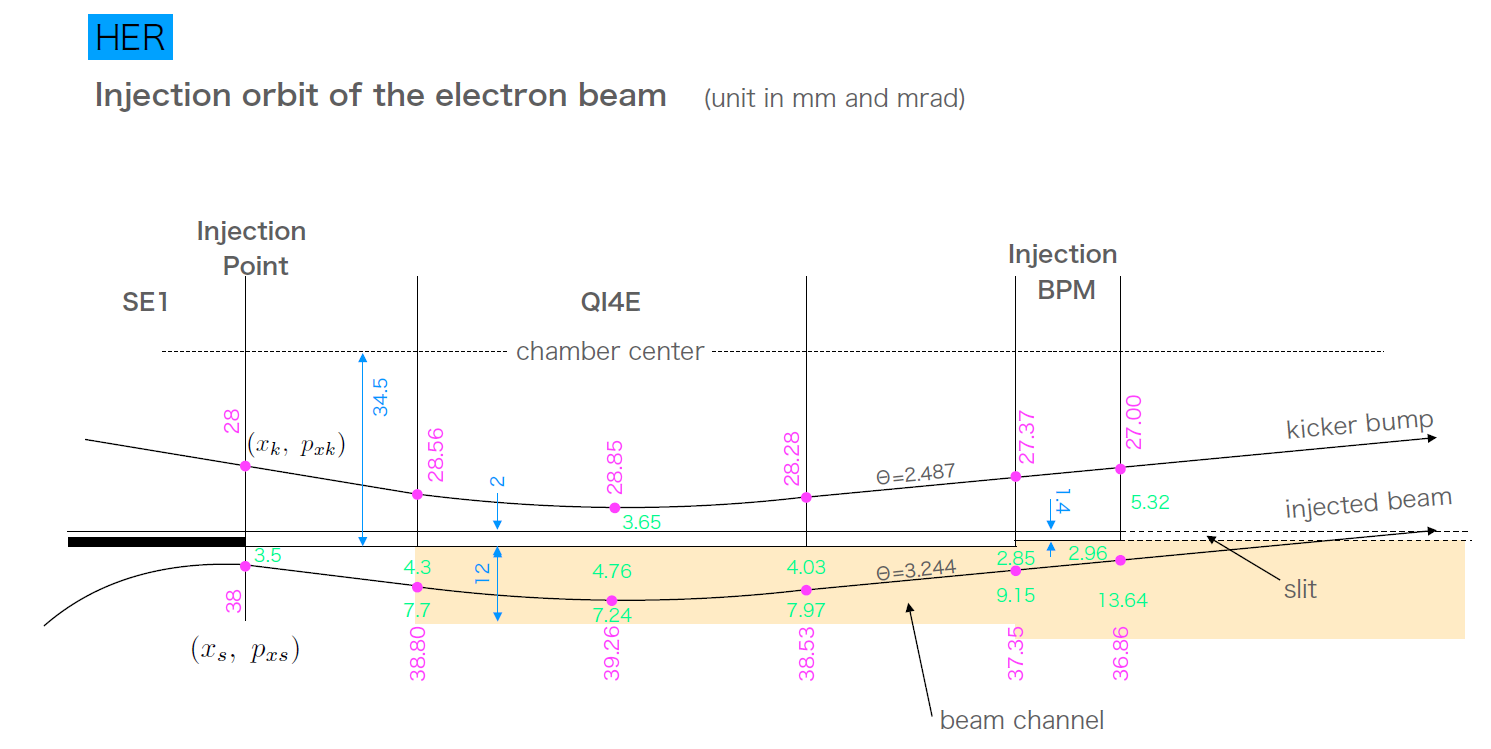 HER
Injection orbit of the electron beam (unit in mm and mrad)
Injection
Point
Injection
BPM
SE1
QI4E
chamber center
34.5
28
(xₖ, pₓₖ)
28.56
2
28.85
28.28
27.37
27.00
kicker bump
Θ=2.487
3.65
1.4
5.32
injected beam
3.5
4.3
12
4.76
4.03
Θ=3.244
2.85
2.96
slit
38
7.7
7.24
7.97
9.15
13.64
(xₛ, pₓₛ)
38.80
39.26
38.53
37.35
36.86
beam channel